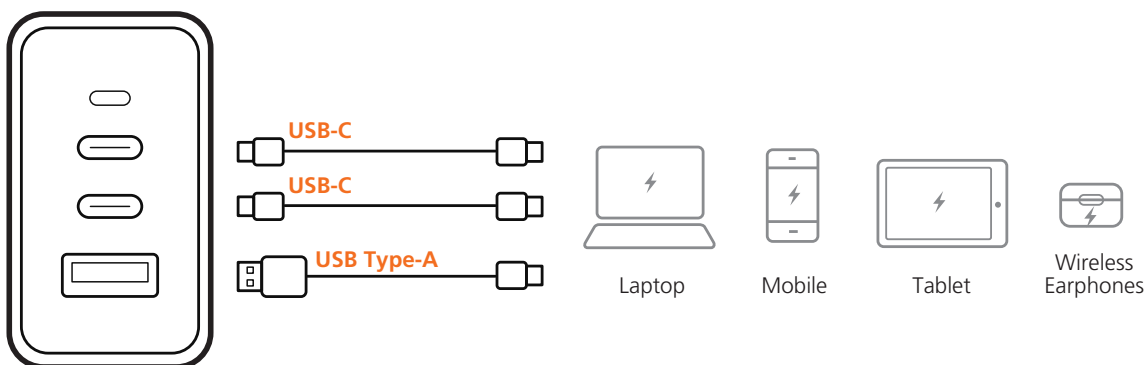 USB-C
USB-C
USB Type-A
Laptop
Mobile
Tablet
Wireless
Earphones